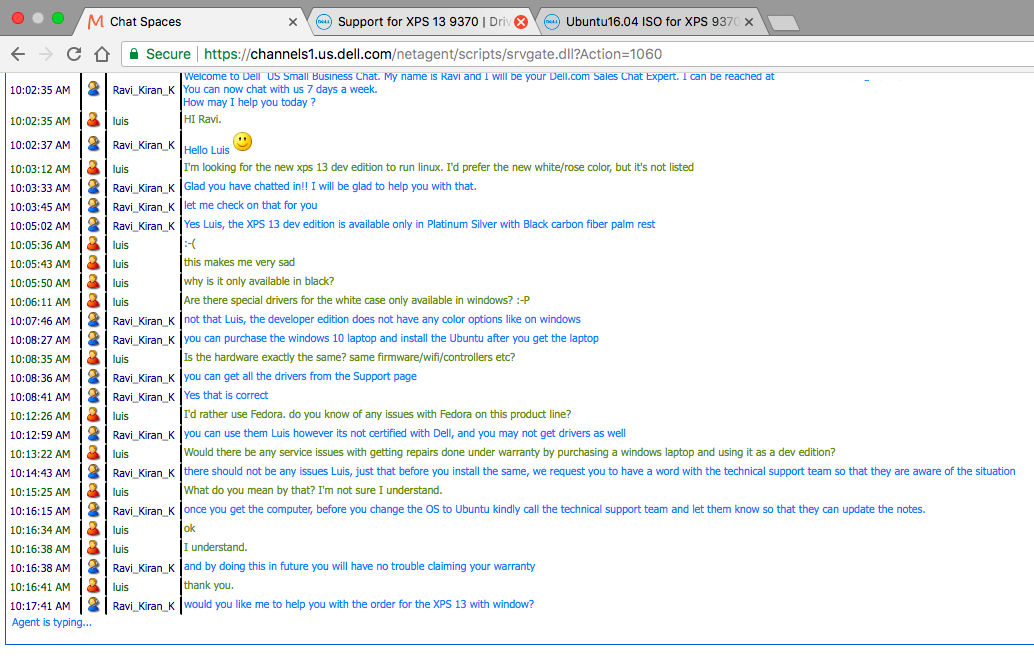 Chat Spaces
Support for XPS 13 9370 | Driv
Ubuntu16.04 ISO for XPS 9370
Secure https://channels1.us.dell.com/netagent/scripts/srvgate.dll?Action=1060
10:02:35 AM Ravi_Kiran_K Welcome to Dell US Small Business Chat. My name is Ravi and I will be your Dell.com Sales Chat Expert. I can be reached at
You can now chat with us 7 days a week.
How may I help you today ?
10:02:35 AM luis HI Ravi.
10:02:37 AM Ravi_Kiran_K Hello Luis
10:03:12 AM luis I'm looking for the new xps 13 dev edition to run linux. I'd prefer the new white/rose color, but it's not listed
10:03:33 AM Ravi_Kiran_K Glad you have chatted in!! I will be glad to help you with that.
10:03:45 AM Ravi_Kiran_K let me check on that for you
10:05:02 AM Ravi_Kiran_K Yes Luis, the XPS 13 dev edition is available only in Platinum Silver with Black carbon fiber palm rest
10:05:36 AM luis :-(
10:05:43 AM luis this makes me very sad
10:05:50 AM luis why is it only available in black?
10:06:11 AM luis Are there special drivers for the white case only available in windows? :-P
10:07:46 AM Ravi_Kiran_K not that Luis, the developer edition does not have any color options like on windows
10:08:27 AM Ravi_Kiran_K you can purchase the windows 10 laptop and install the Ubuntu after you get the laptop
10:08:35 AM luis Is the hardware exactly the same? same firmware/wifi/controllers etc?
10:08:36 AM Ravi_Kiran_K you can get all the drivers from the Support page
10:08:41 AM Ravi_Kiran_K Yes that is correct
10:12:26 AM luis I'd rather use Fedora. do you know of any issues with Fedora on this product line?
10:12:59 AM Ravi_Kiran_K you can use them Luis however its not certified with Dell, and you may not get drivers as well
10:13:22 AM luis Would there be any service issues with getting repairs done under warranty by purchasing a windows laptop and using it as a dev edition?
10:14:43 AM Ravi_Kiran_K there should not be any issues Luis, just that before you install the same, we request you to have a word with the technical support team so that they are aware of the situation
10:15:25 AM luis What do you mean by that? I'm not sure I understand.
10:16:15 AM Ravi_Kiran_K once you get the computer, before you change the OS to Ubuntu kindly call the technical support team and let them know so that they can update the notes.
10:16:34 AM luis ok
10:16:38 AM luis I understand.
10:16:38 AM Ravi_Kiran_K and by doing this in future you will have no trouble claiming your warranty
10:16:41 AM luis thank you.
10:17:41 AM Ravi_Kiran_K would you like me to help you with the order for the XPS 13 with window?
Agent is typing...